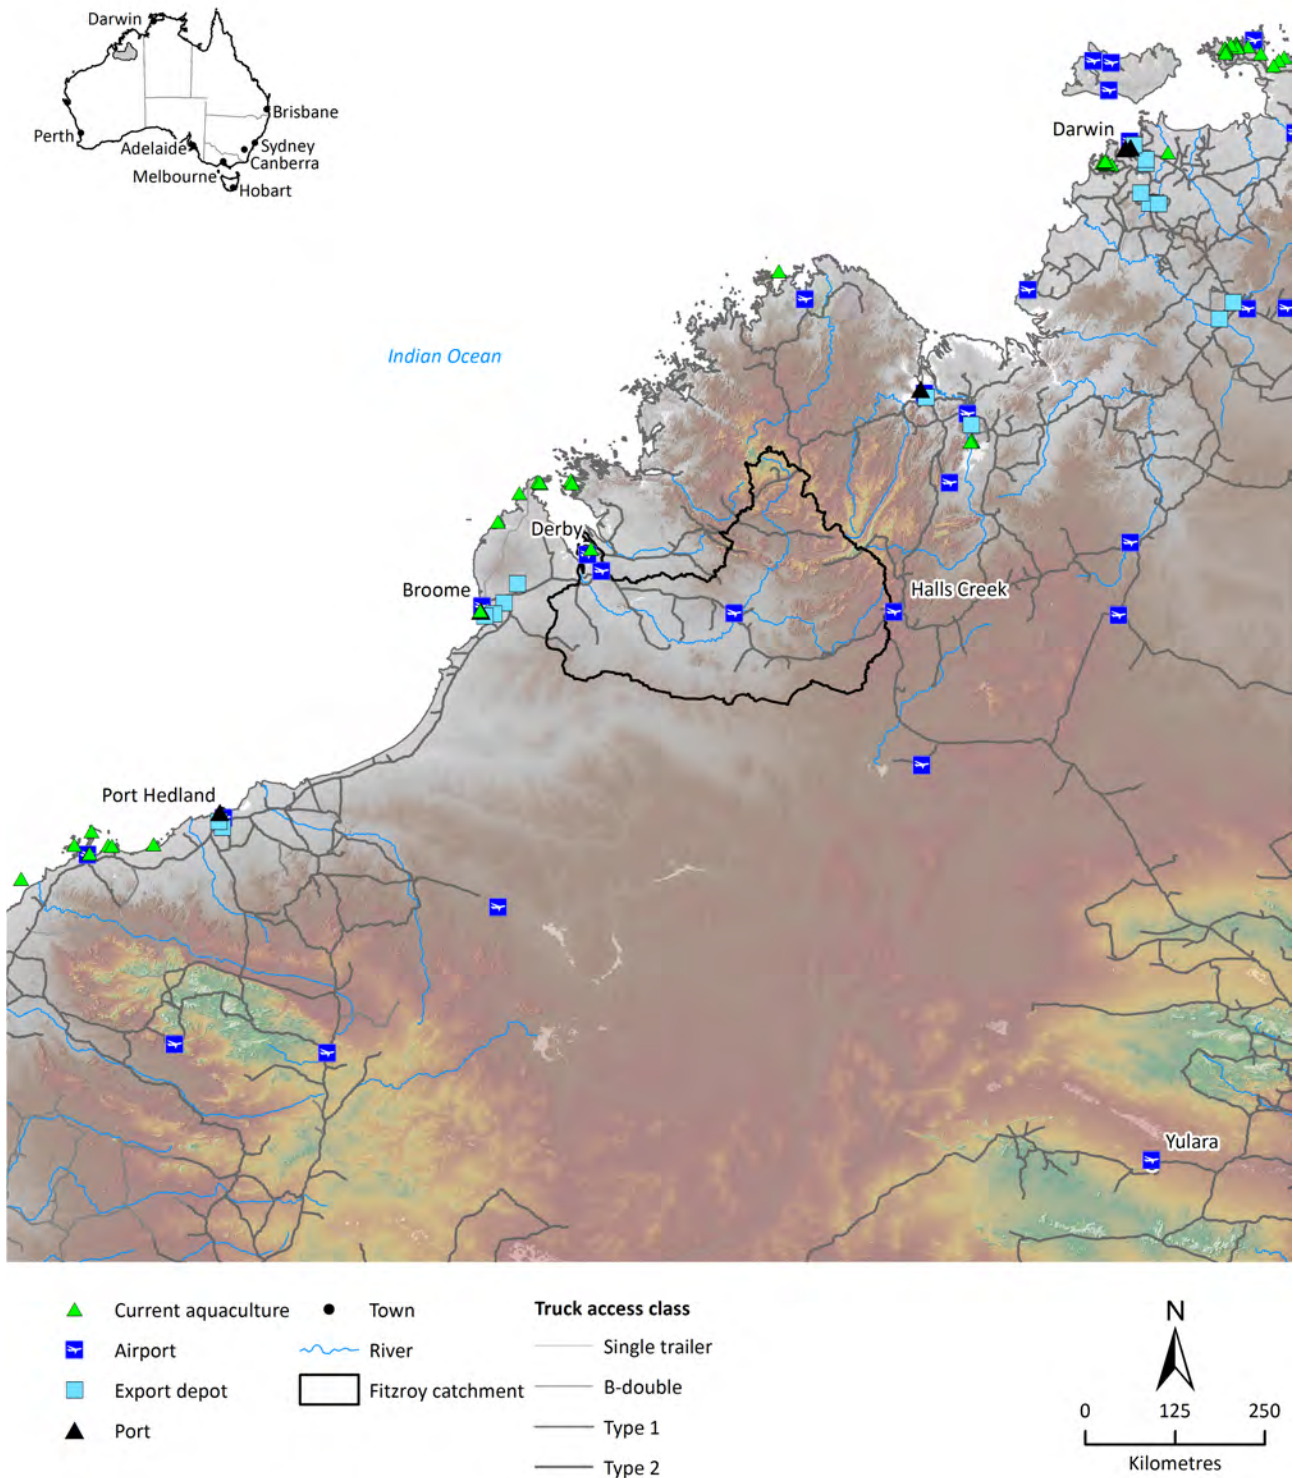 Darwin
Brisbane
Perth
Adelaide
Sydney
Canberra
Melbourne
Hobart
Darwin
Indian Ocean
Derby
Broome
Halls Creek
Port Hedland
Yulara
Current aquaculture
Airport
Export depot
Port
Town
River
Fitzroy catchment
Truck access class
Single trailer
B-double
Type 1
Type 2
N
0 125 250
Kilometres